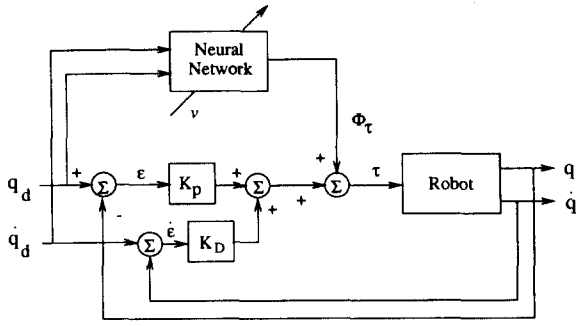 Neural
Network
v
Φτ
q
+ Σ ε Kp + Σ + + Σ τ Robot
qd
+
q̇
-
q̇d
Σ ε̇ KD +